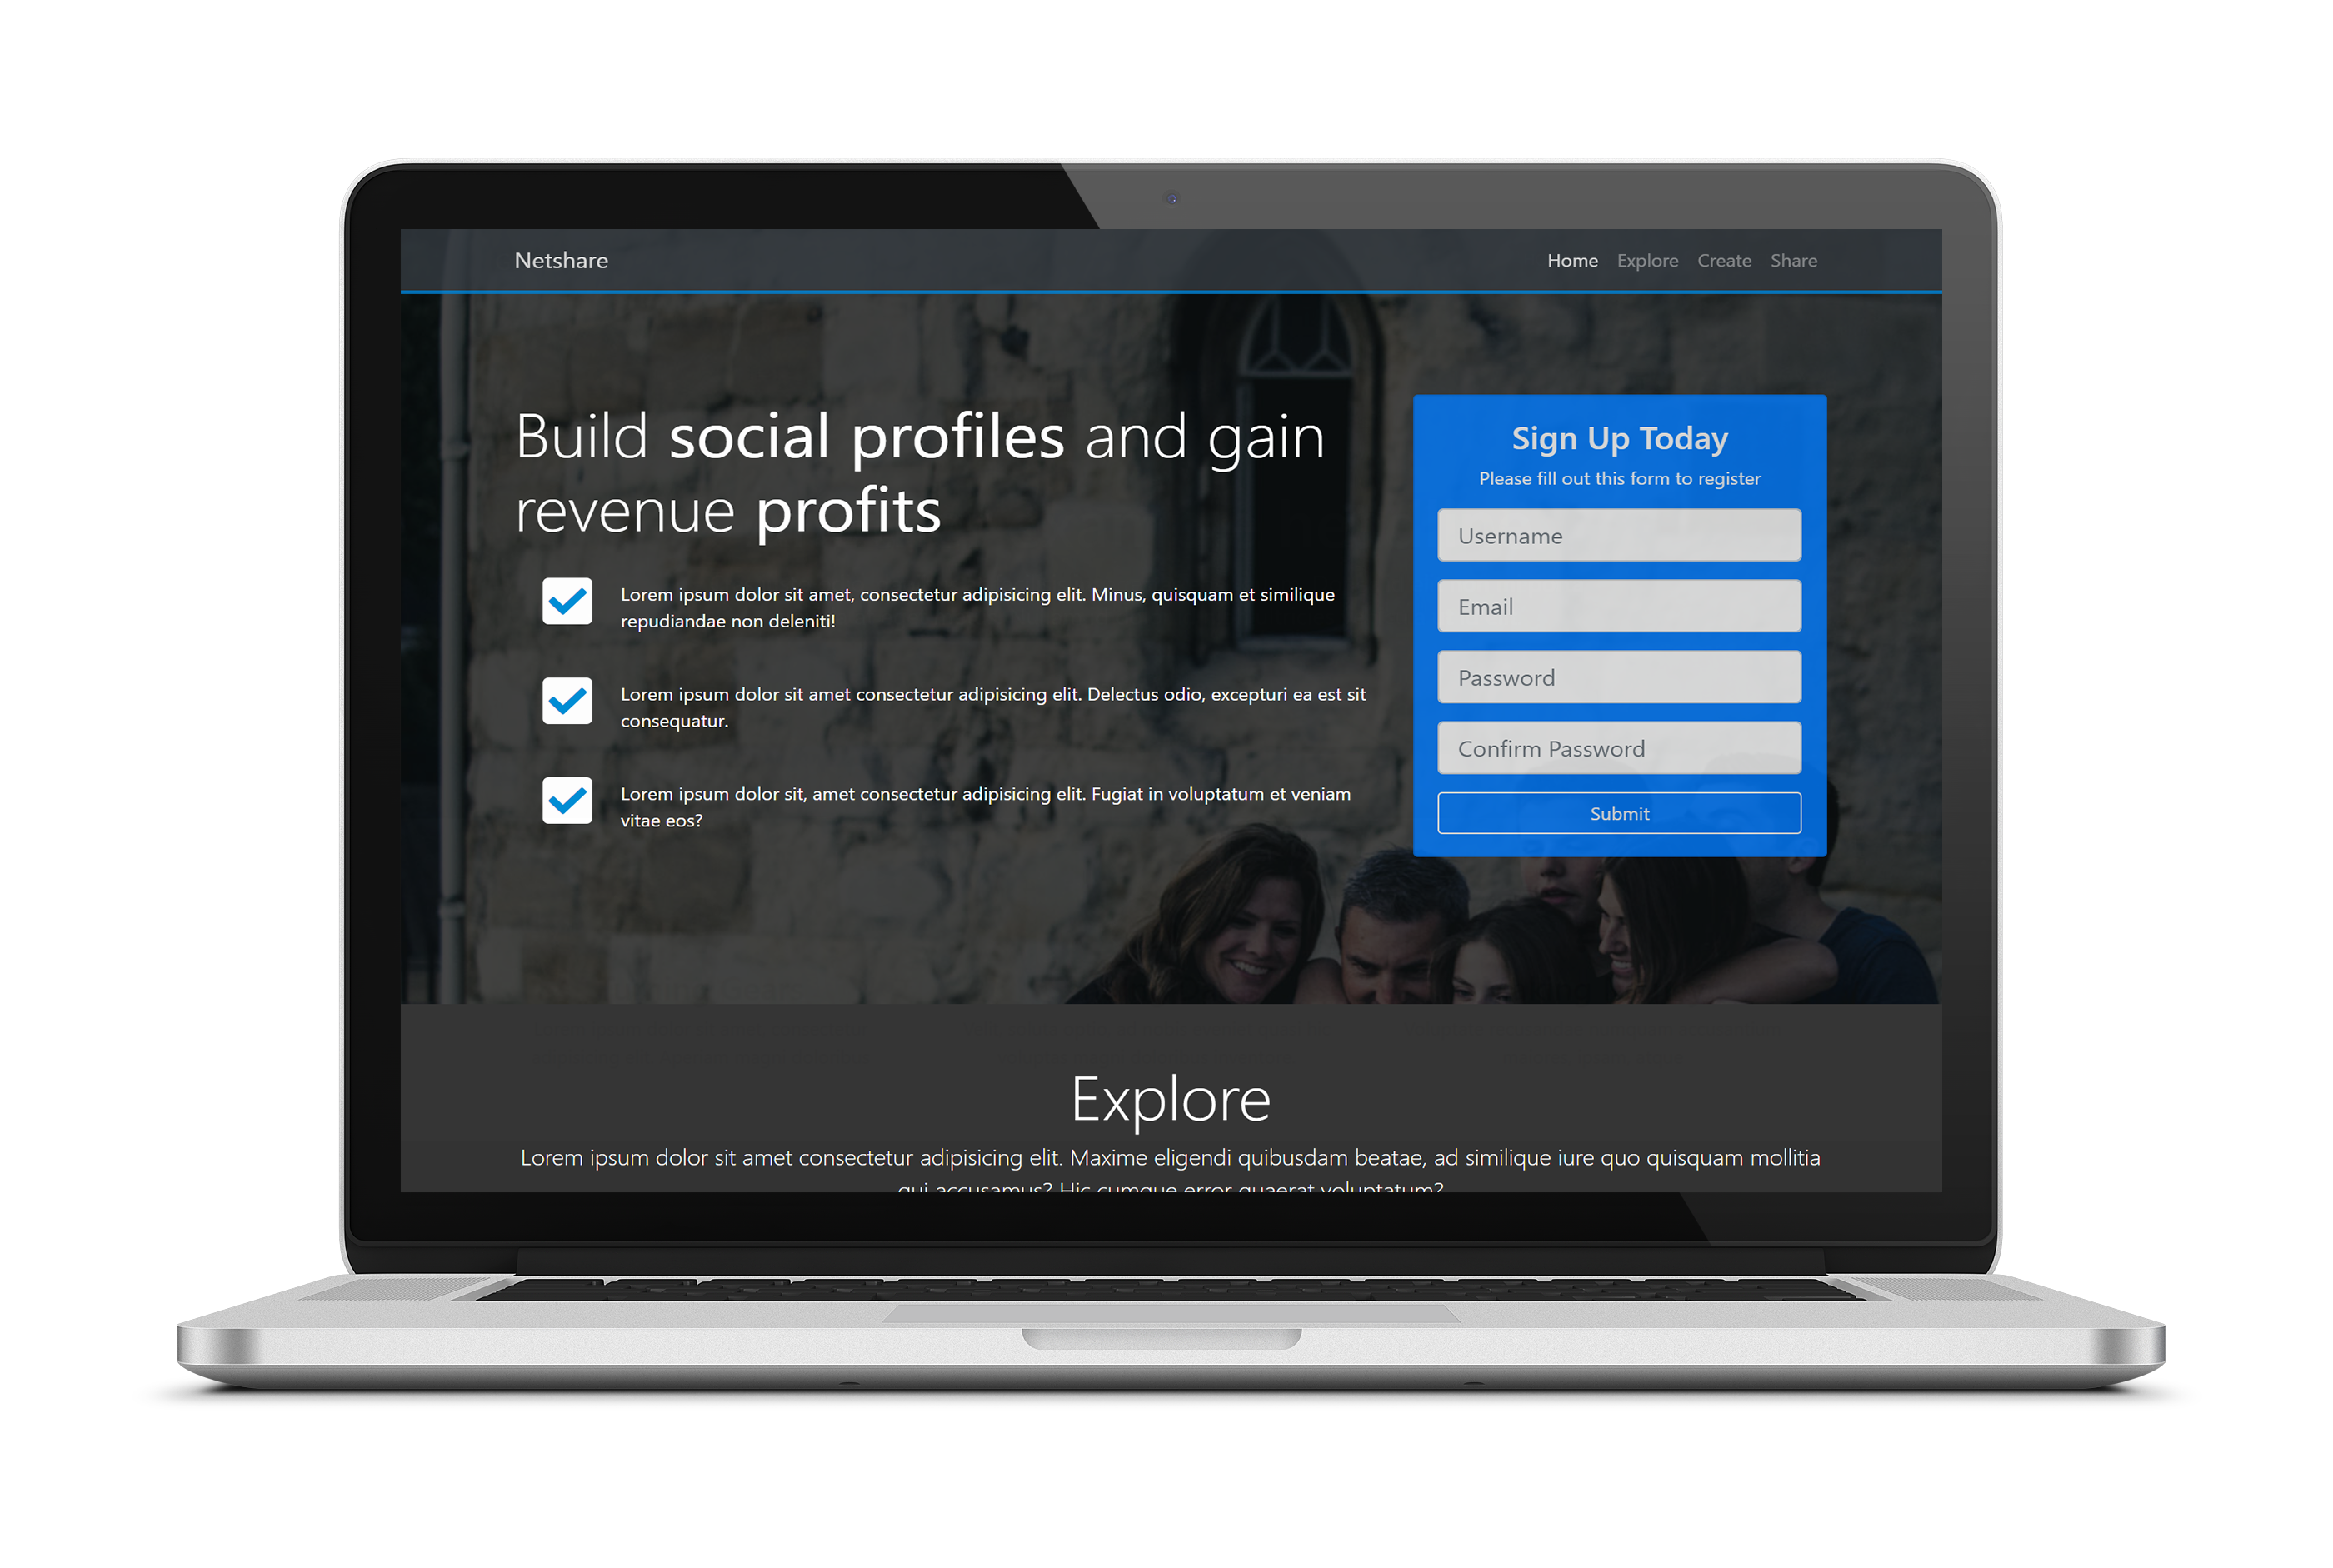 Netshare
Home Explore Create Share
Build social profiles and gain
revenue profits
Lorem ipsum dolor sit amet, consectetur adipisicing elit. Minus, quisquam et similique
repudiandae non deleniti!
Lorem ipsum dolor sit amet consectetur adipisicing elit. Delectus odio, excepturi ea est sit
consequatur.
Lorem ipsum dolor sit, amet consectetur adipisicing elit. Fugiat in voluptatum et veniam
vitae eos?
Sign Up Today
Please fill out this form to register
Username
Email
Password
Confirm Password
Submit
Explore
Lorem ipsum dolor sit amet consectetur adipisicing elit. Maxime eligendi quibusdam beatae, ad similique iure quo quisquam mollitia
qui accusamus? Hic cumque error quaerat voluptatum?